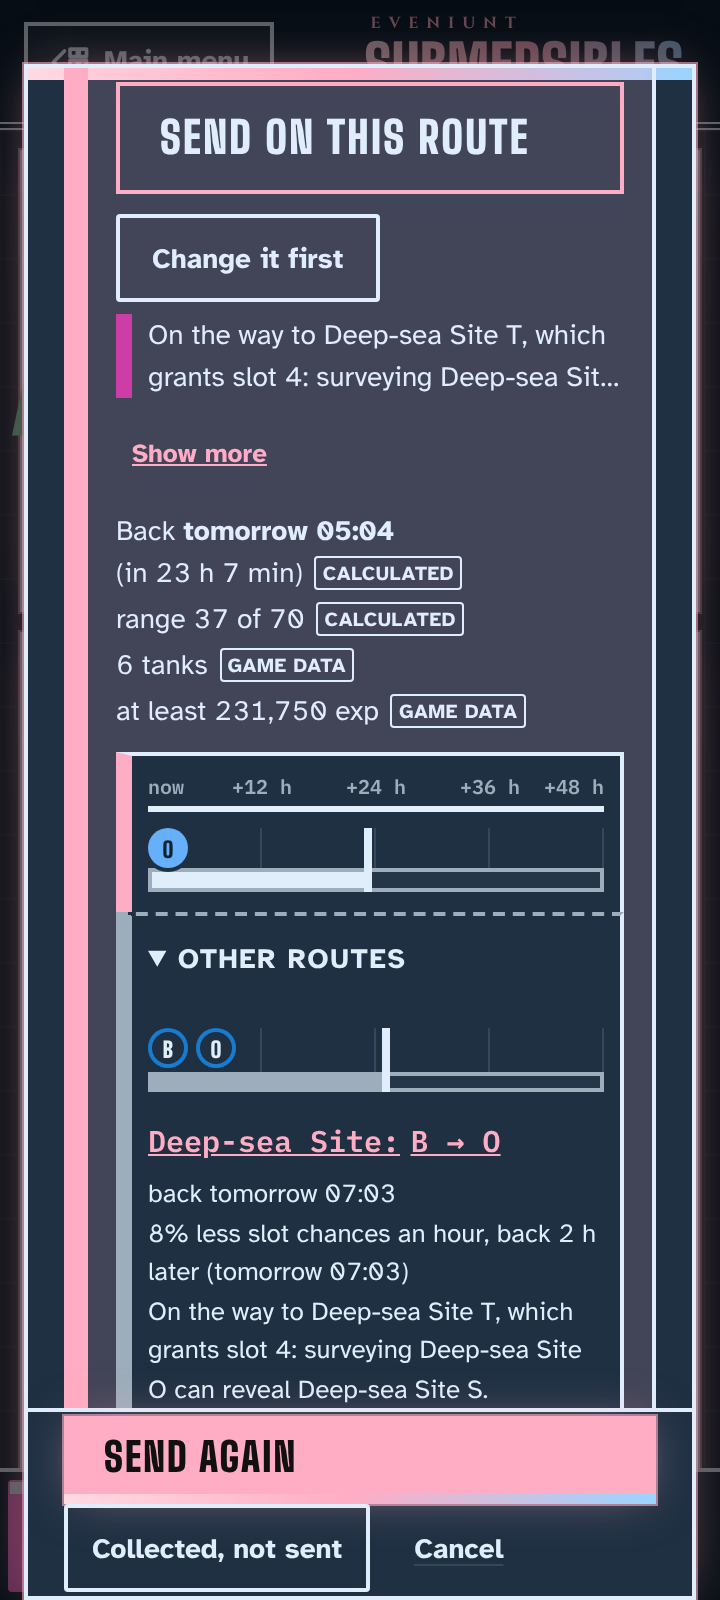 EVENIUNT
Main menu
SUBMERSIBLES
SEND ON THIS ROUTE
Change it first
On the way to Deep-sea Site T, which
grants slot 4: surveying Deep-sea Sit...
Show more
Back tomorrow 05:04
(in 23 h 7 min) CALCULATED
range 37 of 70 CALCULATED
6 tanks GAME DATA
at least 231,750 exp GAME DATA
now +12 h +24 h +36 h +48 h
O
▼ OTHER ROUTES
B O
Deep-sea Site: B → O
back tomorrow 07:03
8% less slot chances an hour, back 2 h
later (tomorrow 07:03)
On the way to Deep-sea Site T, which
grants slot 4: surveying Deep-sea Site
O can reveal Deep-sea Site S.
SEND AGAIN
Collected, not sent
Cancel